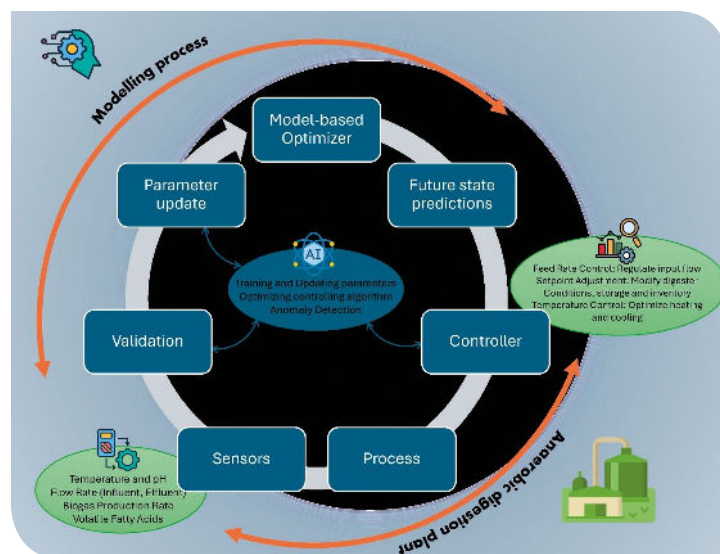 Modelling process
Model-based
Optimizer
Parameter
update
Future state
predictions
AI
Training and Updating parameters
Optimizing controlling algorithm
Anomaly Detection
Feed Rate Control: Regulate input flow
Setpoint Adjustment: Modify digester
Conditions, storage and inventory
Temperature Control: Optimize heating
and cooling
Validation
Controller
Sensors
Process
Temperature and pH
Flow Rate (Influent, Effluent)
Biogas Production Rate
Volatile Fatty Acids
Anaerobic digestion plant